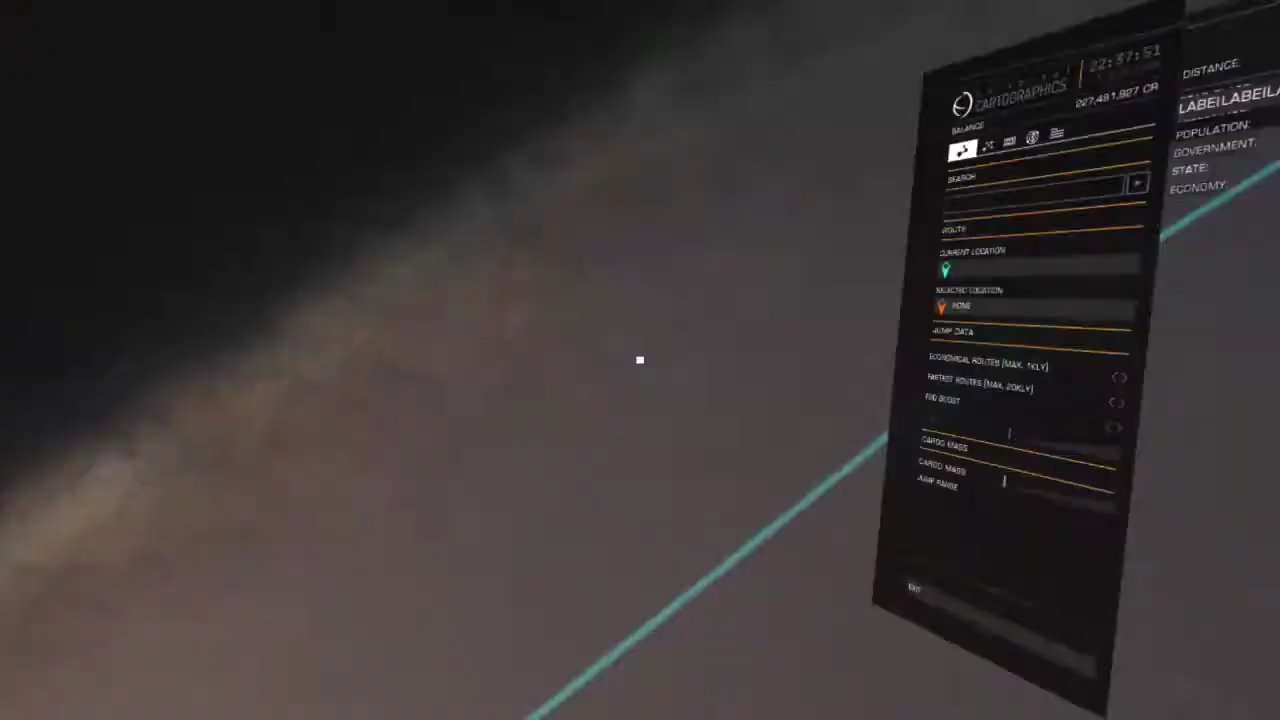 22:37:51
CARTOGRAPHICS
227,481,927 CR
BALANCE
SEARCH
ROUTE
CURRENT LOCATION
SELECTED LOCATION
NONE
JUMP DATA
ECONOMICAL ROUTES (MAX. 1KLY)
FASTEST ROUTES (MAX. 20KLY)
FSD BOOST
CARGO MASS
CARGO MASS
JUMP RANGE
EXIT
DISTANCE:
LABELLABELLA
POPULATION:
GOVERNMENT:
STATE:
ECONOMY: